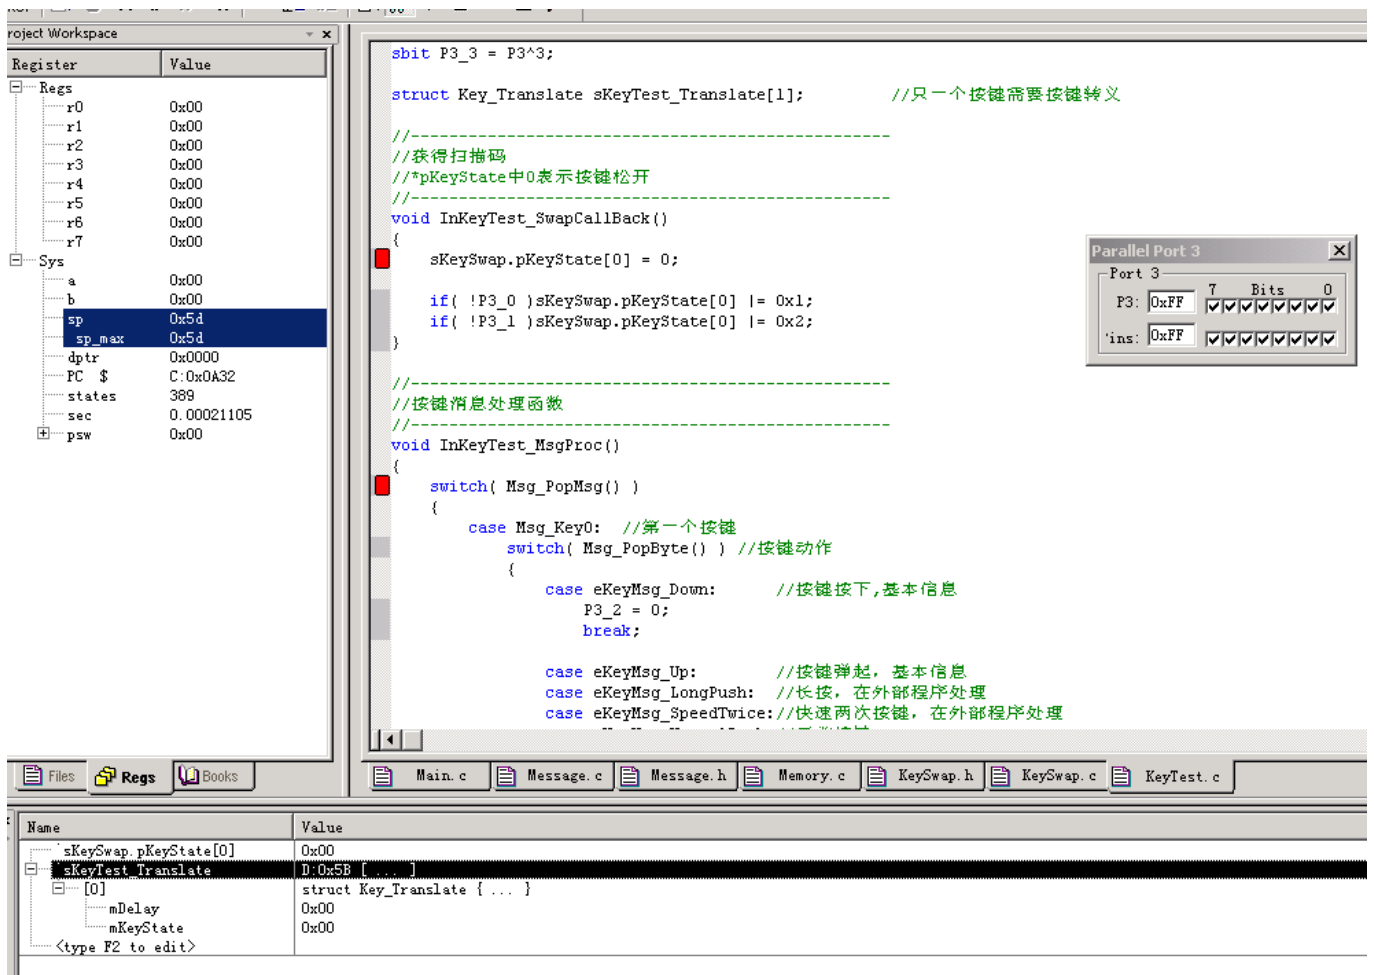 roject Workspace
Register Value
Regs
r0 0x00
r1 0x00
r2 0x00
r3 0x00
r4 0x00
r5 0x00
r6 0x00
r7 0x00
Sys
a 0x00
b 0x00
sp 0x5d
sp_max 0x5d
dptr 0x0000
PC $ C:0x0A32
states 389
sec 0.00021105
psw 0x00
Files Regs Books
sbit P3_3 = P3^3;
struct Key_Translate sKeyTest_Translate[1]; //只一个按键需要按键转义
//--------------------------------------------------
//获得扫描码
//*pKeyState中0表示按键松开
//--------------------------------------------------
void InKeyTest_SwapCallBack()
{
sKeySwap.pKeyState[0] = 0;
if( !P3_0 )sKeySwap.pKeyState[0] |= 0x1;
if( !P3_1 )sKeySwap.pKeyState[0] |= 0x2;
}
//--------------------------------------------------
//按键消息处理函数
//--------------------------------------------------
void InKeyTest_MsgProc()
{
switch( Msg_PopMsg() )
{
case Msg_Key0: //第一个按键
switch( Msg_PopByte() ) //按键动作
{
case eKeyMsg_Down: //按键按下,基本信息
P3_2 = 0;
break;
case eKeyMsg_Up: //按键弹起，基本信息
case eKeyMsg_LongPush: //长按，在外部程序处理
case eKeyMsg_SpeedTwice://快速两次按键，在外部程序处理
Parallel Port 3
Port 3
7 Bits 0
P3: 0xFF
'ins: 0xFF
Main.c Message.c Message.h Memory.c KeySwap.h KeySwap.c KeyTest.c
Name Value
sKeySwap.pKeyState[0] 0x00
sKeyTest_Translate D:0x5B [ ... ]
[0] struct Key_Translate { ... }
mDelay 0x00
mKeyState 0x00
<type F2 to edit>